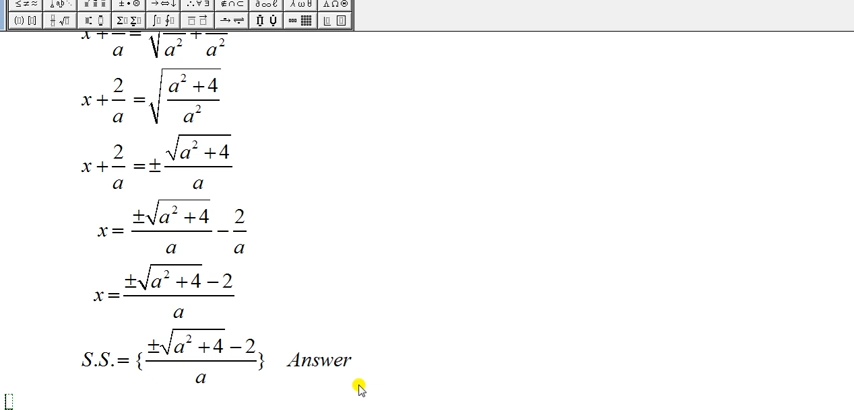 x + 2/a = √((a² + 4)/a²)
x + 2/a = ± √(a² + 4)/a
x = ±√(a² + 4)/a − 2/a
x = (±√(a² + 4) − 2)/a
S.S. = {(±√(a² + 4) − 2)/a} Answer